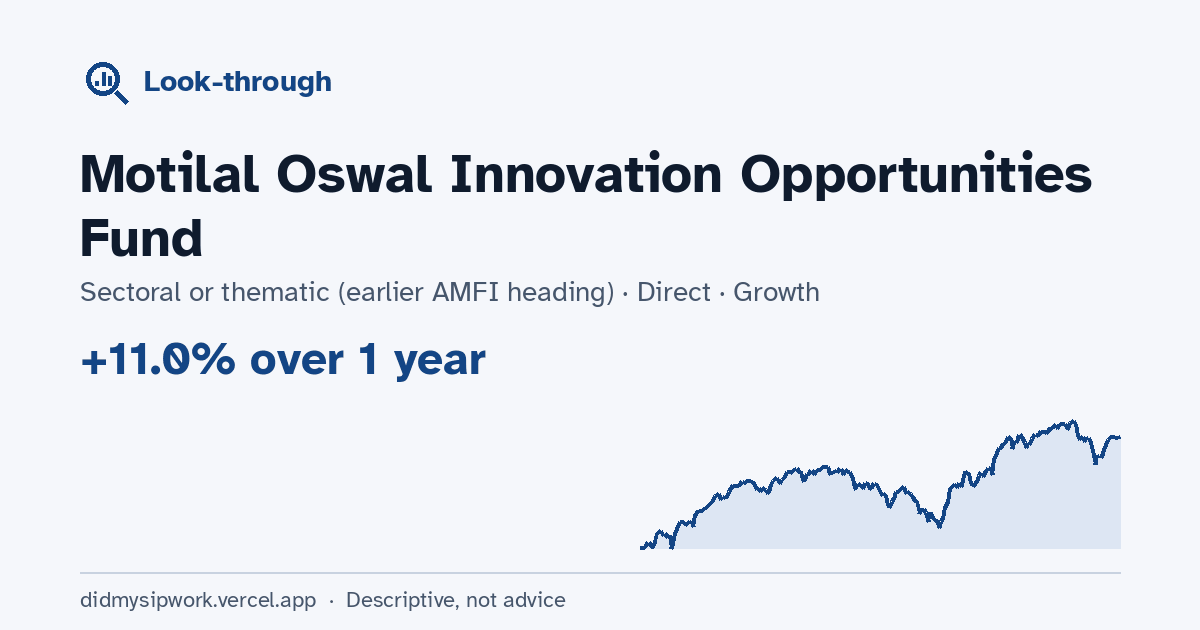 Look-through
Motilal Oswal Innovation Opportunities
Fund
Sectoral or thematic (earlier AMFI heading) · Direct · Growth
+11.0% over 1 year
didmysipwork.vercel.app · Descriptive, not advice